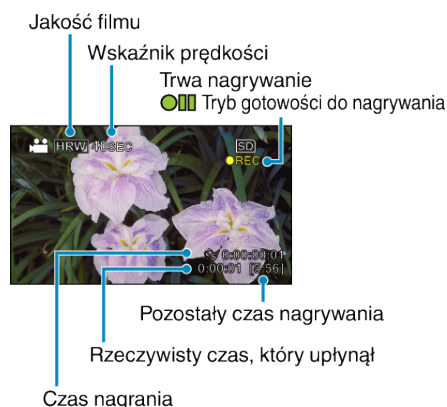 Jakość filmu
Wskaźnik prędkości
Trwa nagrywanie
Tryb gotowości do nagrywania
HRW 40SEC
SD
REC
0:00:00:01
0:00:01 [5:56]
Pozostały czas nagrywania
Rzeczywisty czas, który upłynął
Czas nagrania